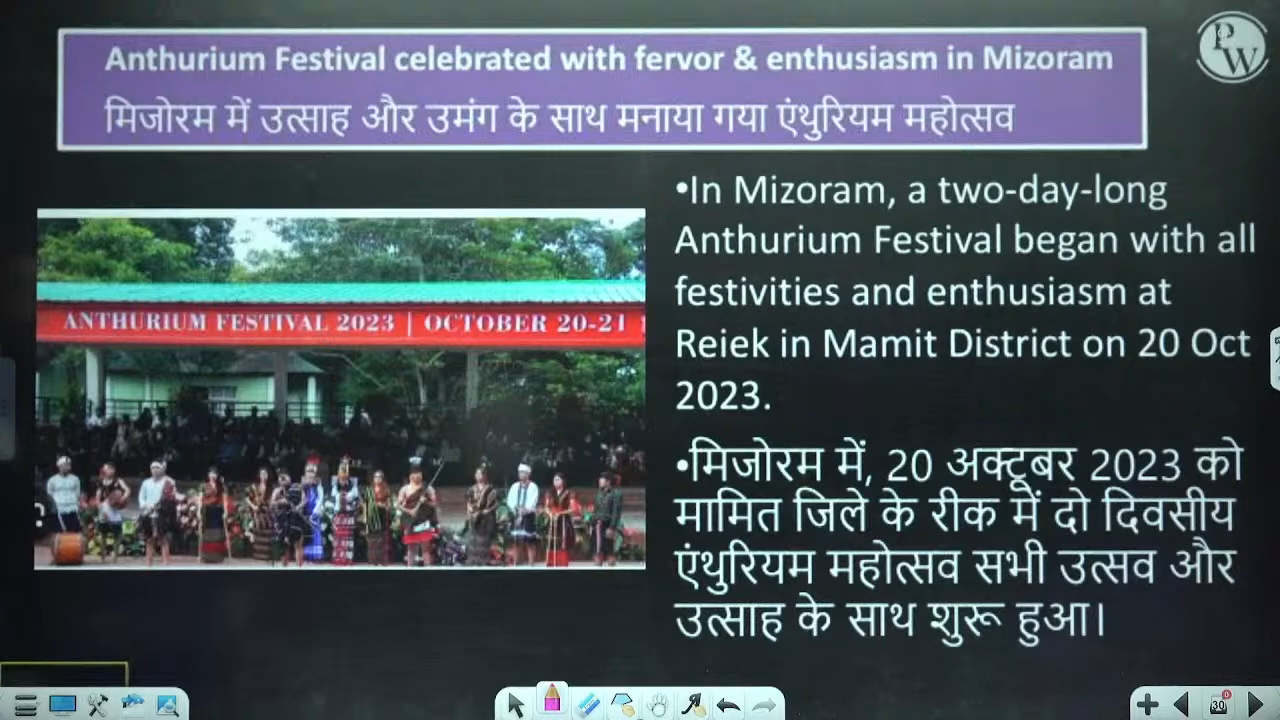 Anthurium Festival celebrated with fervor & enthusiasm in Mizoram
मिजोरम में उत्साह और उमंग के साथ मनाया गया एंथुरियम महोत्सव
PW
•In Mizoram, a two-day-long
Anthurium Festival began with all
festivities and enthusiasm at
Reiek in Mamit District on 20 Oct
2023.
ANTHURIUM FESTIVAL 2023 | OCTOBER 20-21
•मिजोरम में, 20 अक्टूबर 2023 को
मामित जिले के रीक में दो दिवसीय
एंथुरियम महोत्सव सभी उत्सव और
उत्साह के साथ शुरू हुआ।
0
30